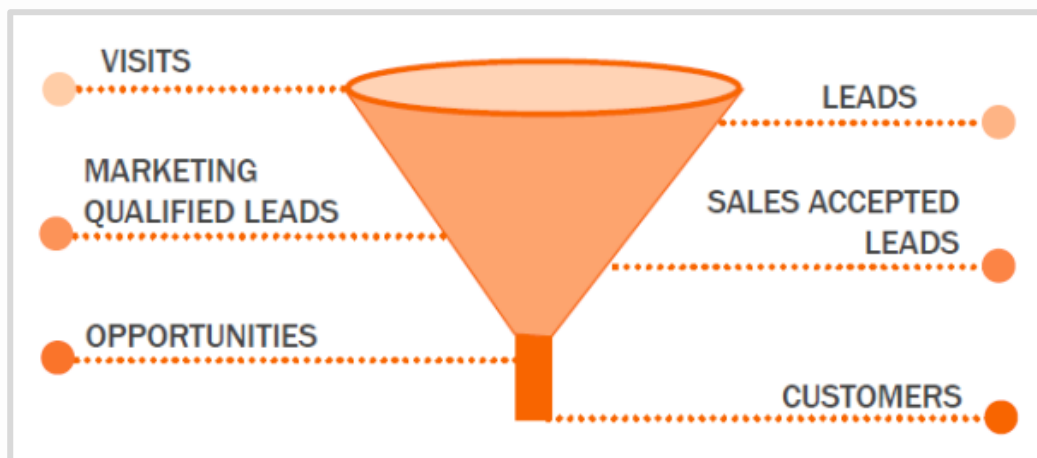 VISITS
LEADS
MARKETING
QUALIFIED LEADS
SALES ACCEPTED
LEADS
OPPORTUNITIES
CUSTOMERS